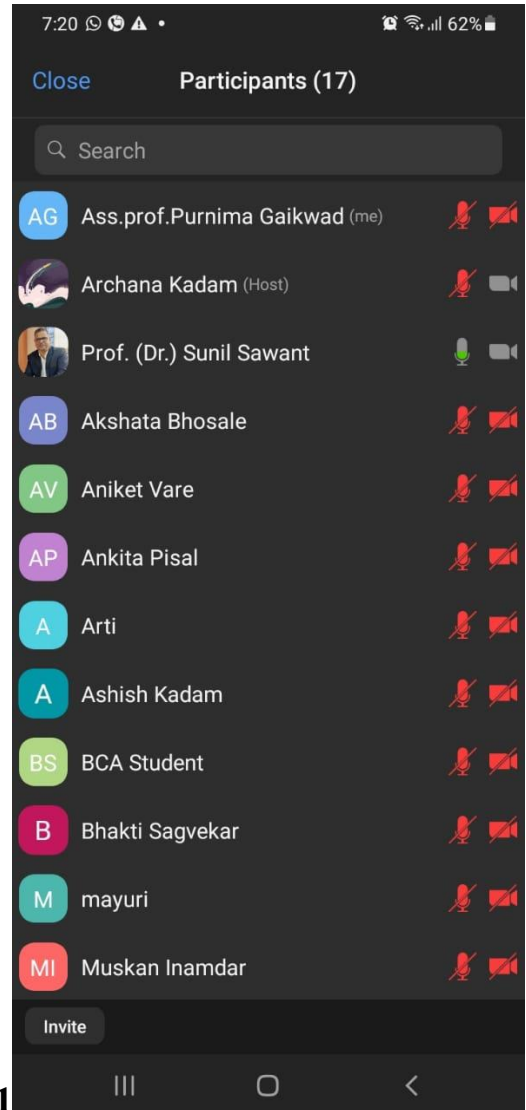 7:20 62%
Close Participants (17)
Search
AG Ass.prof.Purnima Gaikwad (me)
Archana Kadam (Host)
Prof. (Dr.) Sunil Sawant
AB Akshata Bhosale
AV Aniket Vare
AP Ankita Pisal
A Arti
A Ashish Kadam
BS BCA Student
B Bhakti Sagvekar
M mayuri
MI Muskan Inamdar
Invite